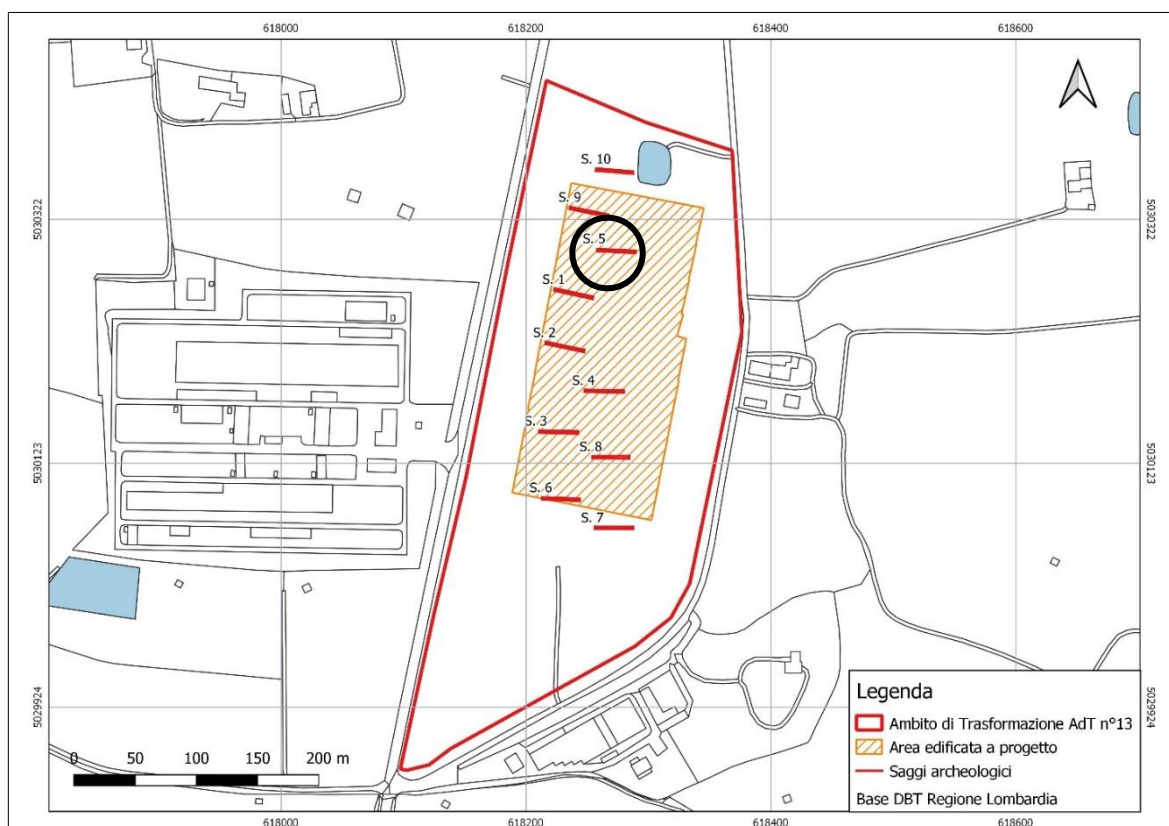 618000 618200 618400 618600
5030322 5030322
S. 10
S. 9
S. 5
S. 1
S. 2
S. 4
S. 3
S. 8
5030123 5030123
S. 6
S. 7
5029924 5029924
Legenda
Ambito di Trasformazione AdT n°13
Area edificata a progetto
Saggi archeologici
Base DBT Regione Lombardia
0 50 100 150 200 m
618000 618200 618400 618600